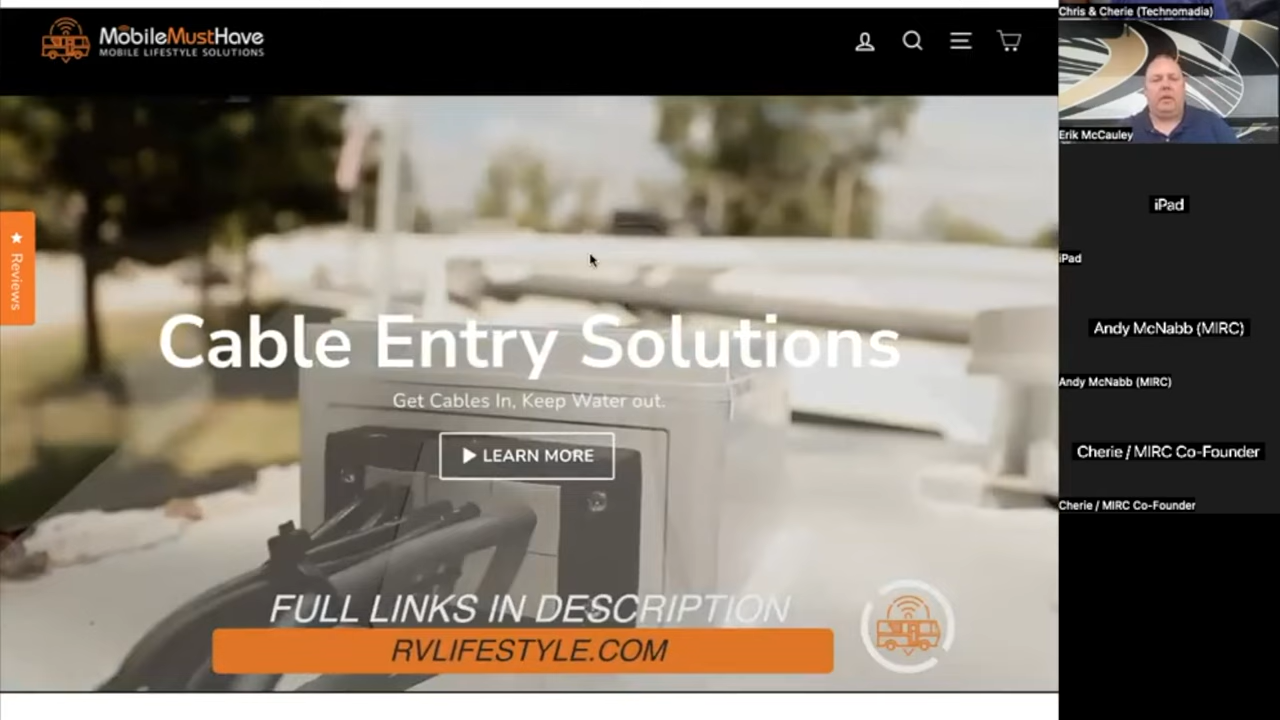 MobileMustHave
MOBILE LIFESTYLE SOLUTIONS
Reviews
Cable Entry Solutions
Get Cables In, Keep Water out.
LEARN MORE
FULL LINKS IN DESCRIPTION
RVLIFESTYLE.COM
Chris & Cherie (Technomadia)
Erik McCauley
iPad
iPad
Andy McNabb (MIRC)
Andy McNabb (MIRC)
Cherie / MIRC Co-Founder
Cherie / MIRC Co-Founder